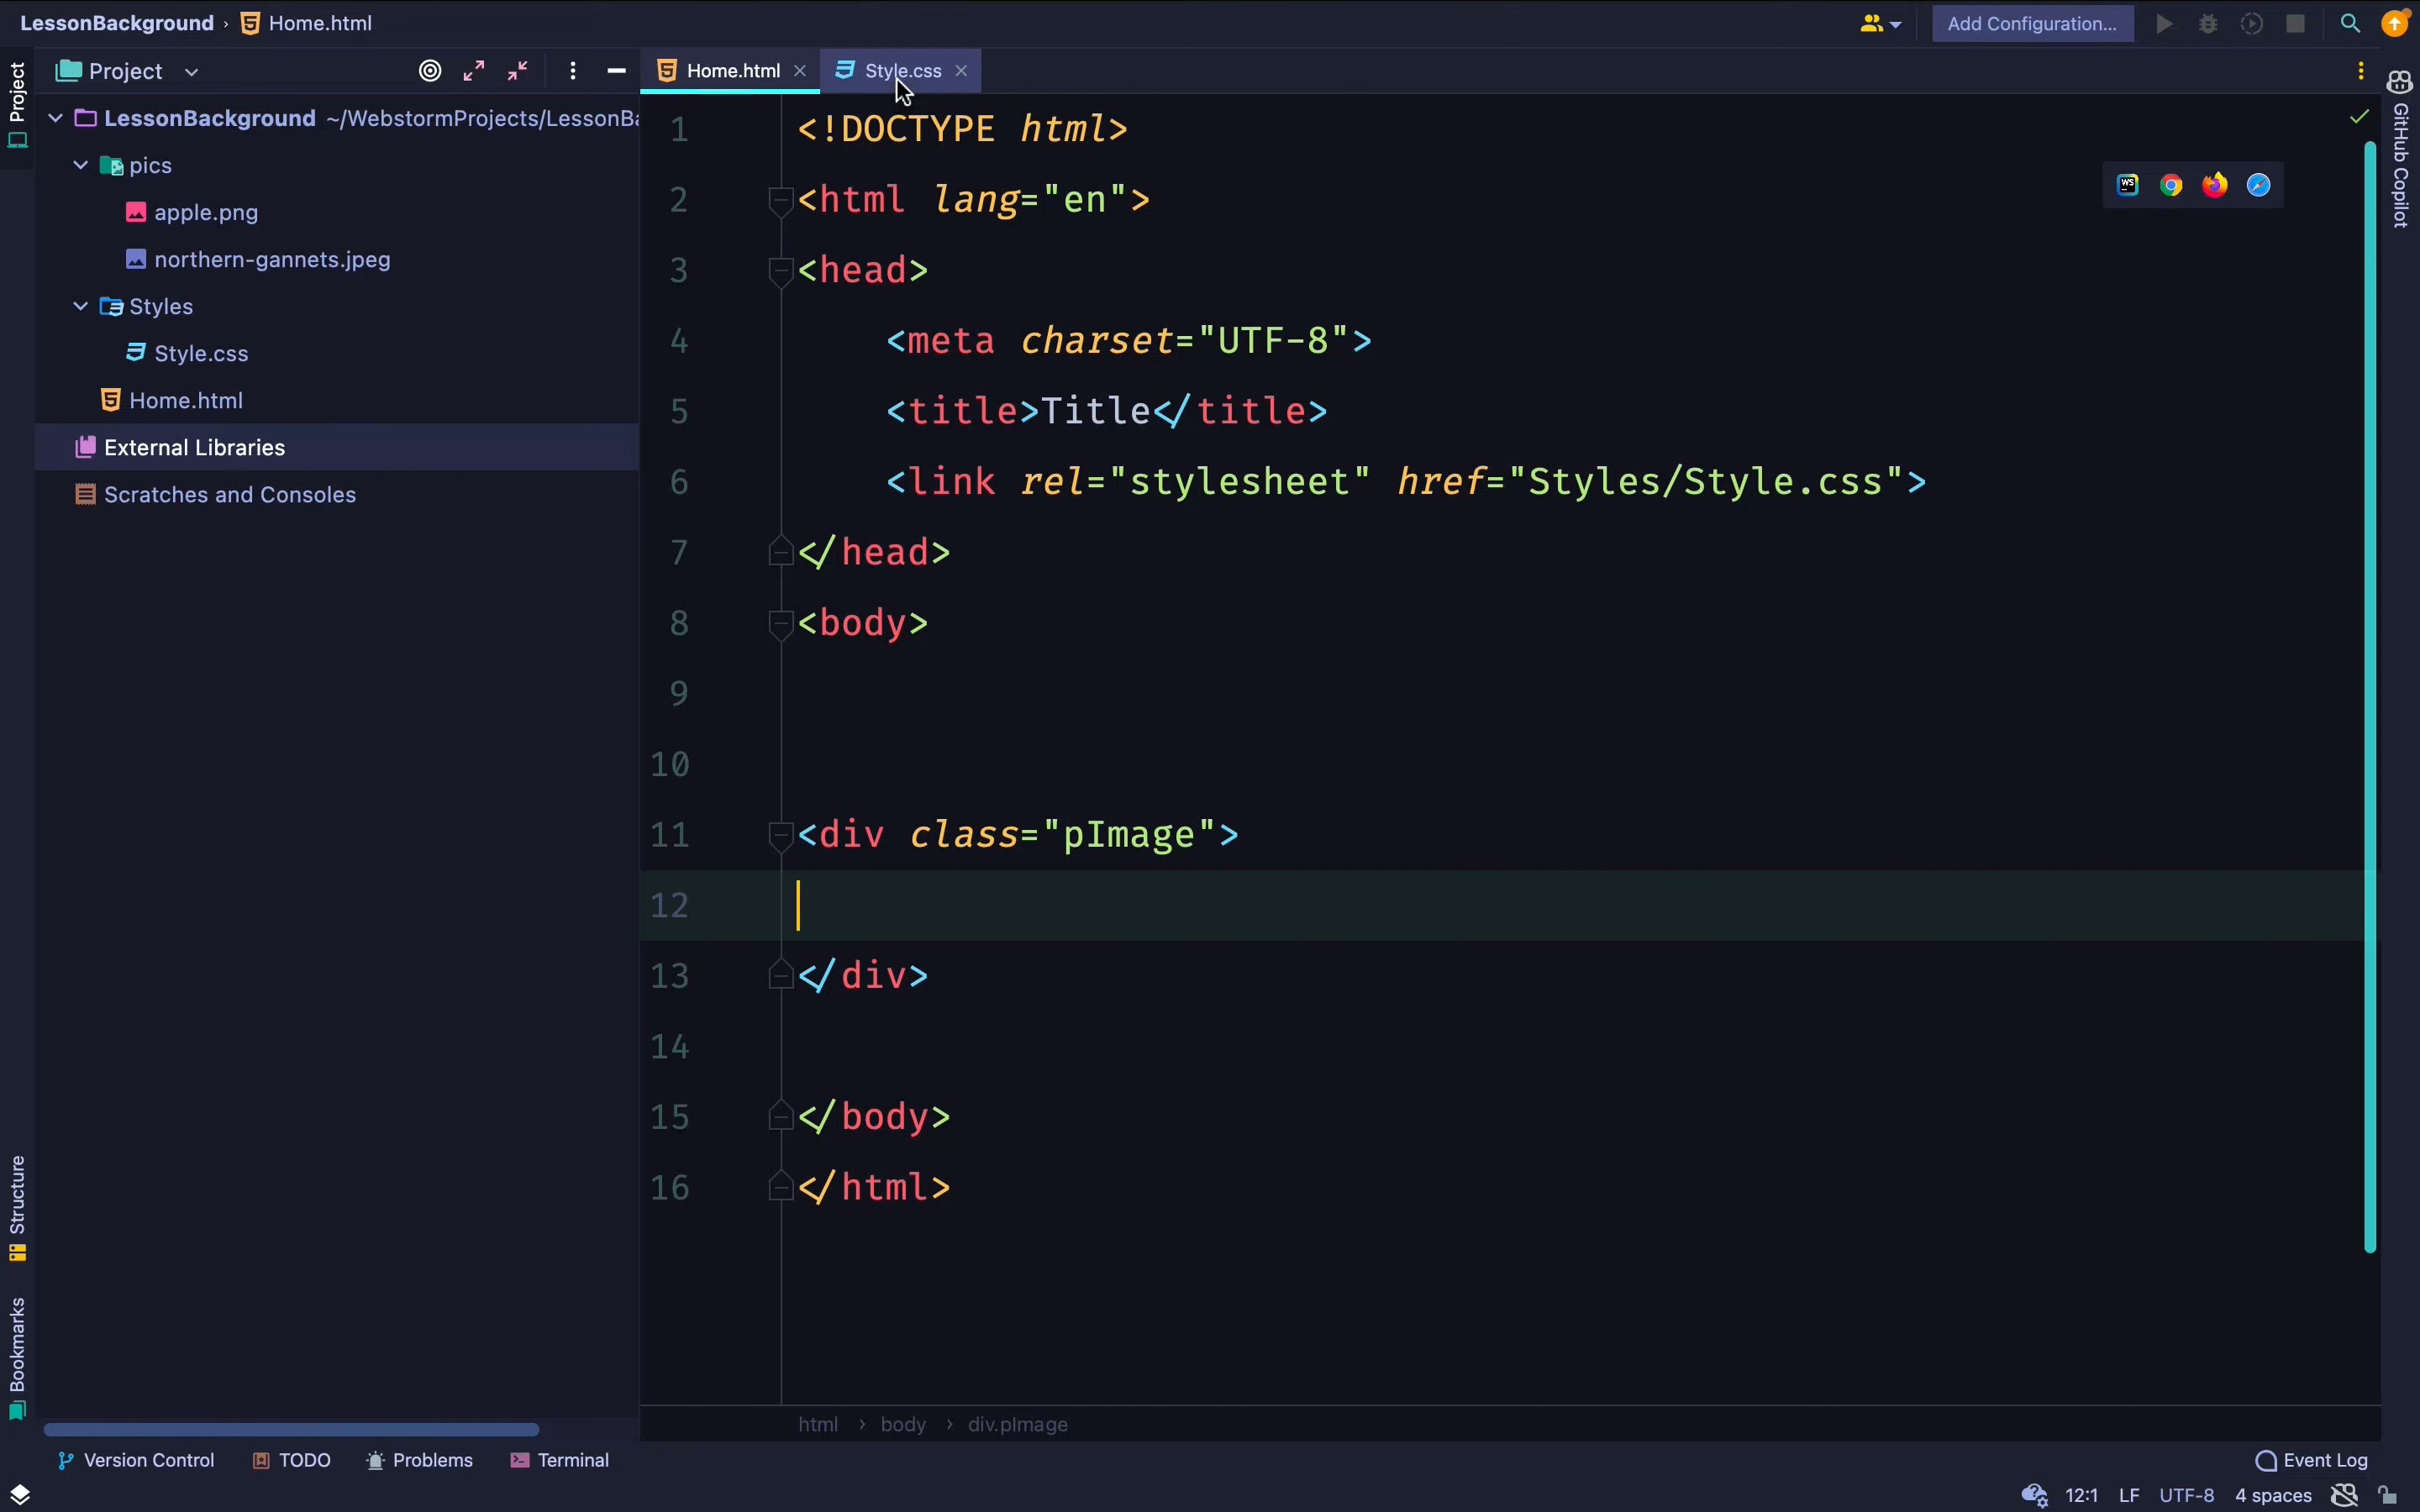 LessonBackground › Home.html
Add Configuration...
Project
Project
Home.html
Style.css
LessonBackground ~/WebstormProjects/LessonBa
pics
apple.png
northern-gannets.jpeg
Styles
Style.css
Home.html
External Libraries
Scratches and Consoles
1 <!DOCTYPE html>
2 <html lang="en">
3 <head>
4 <meta charset="UTF-8">
5 <title>Title</title>
6 <link rel="stylesheet" href="Styles/Style.css">
7 </head>
8 <body>
9
10
11 <div class="pImage">
12
13 </div>
14
15 </body>
16 </html>
WS
GitHub Copilot
Structure
Bookmarks
html › body › div.pImage
Version Control
TODO
Problems
Terminal
Event Log
12:1 LF UTF-8 4 spaces